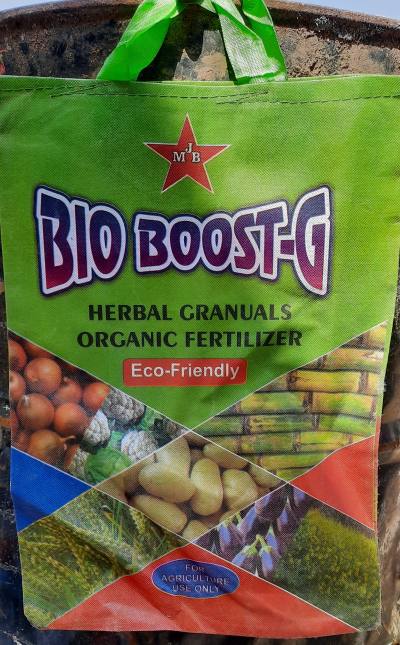 MJB
BIO BOOST-G
HERBAL GRANUALS
ORGANIC FERTILIZER
Eco-Friendly
FOR
AGRICULTURE
USE ONLY